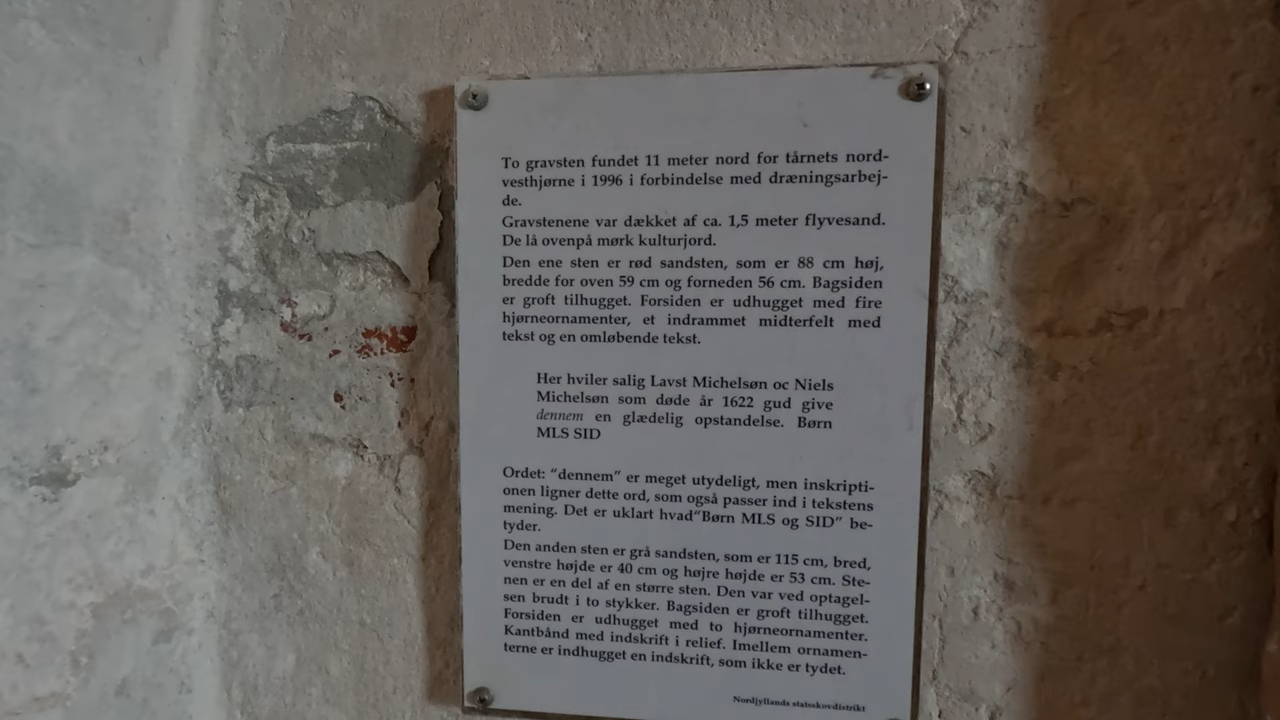 To gravsten fundet 11 meter nord for tårnets nord-
vesthjørne i 1996 i forbindelse med dræningsarbej-
de.
Gravstenene var dækket af ca. 1,5 meter flyvesand.
De lå ovenpå mørk kulturjord.
Den ene sten er rød sandsten, som er 88 cm høj,
bredde for oven 59 cm og forneden 56 cm. Bagsiden
er groft tilhugget. Forsiden er udhugget med fire
hjørneornamenter, et indrammet midterfelt med
tekst og en omløbende tekst.
Her hviler salig Lavst Michelsøn oc Niels
Michelsøn som døde år 1622 gud give
dennem en glædelig opstandelse. Børn
MLS SID
Ordet: “dennem” er meget utydeligt, men inskripti-
onen ligner dette ord, som også passer ind i tekstens
mening. Det er uklart hvad“Børn MLS og SID” be-
tyder.
Den anden sten er grå sandsten, som er 115 cm, bred,
venstre højde er 40 cm og højre højde er 53 cm. Ste-
nen er en del af en større sten. Den var ved optagel-
sen brudt i to stykker. Bagsiden er groft tilhugget.
Forsiden er udhugget med to hjørneornamenter.
Kantbånd med indskrift i relief. Imellem ornamen-
terne er indhugget en indskrift, som ikke er tydet.
Nordjyllands statsskovdistrikt